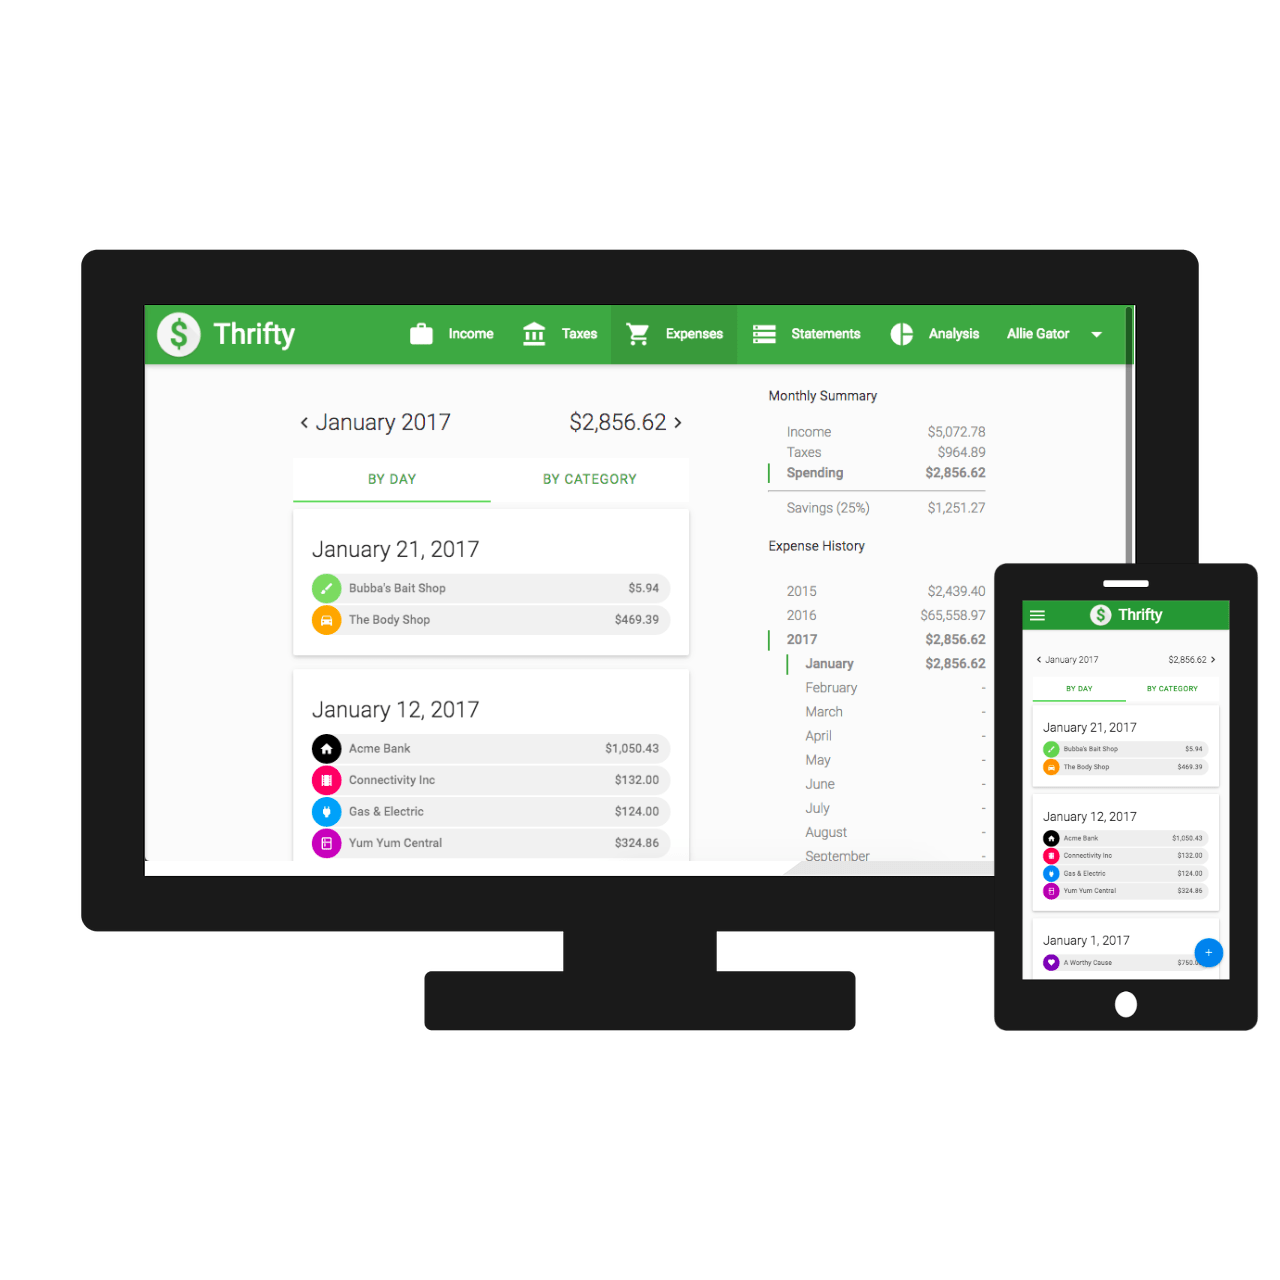 Thrifty
Income Taxes Expenses Statements Analysis Allie Gator
January 2017 $2,856.62
BY DAY BY CATEGORY
January 21, 2017
Bubba's Bait Shop $5.94
The Body Shop $469.39
January 12, 2017
Acme Bank $1,050.43
Connectivity Inc $132.00
Gas & Electric $124.00
Yum Yum Central $324.86
Monthly Summary
Income $5,072.78
Taxes $964.89
Spending $2,856.62
Savings (25%) $1,251.27
Expense History
2015 $2,439.40
2016 $65,558.97
2017 $2,856.62
January $2,856.62
February -
March -
April -
May -
June -
July -
August -
September -
Thrifty
January 2017 $2,856.62
BY DAY BY CATEGORY
January 21, 2017
Bubba's Bait Shop $5.94
The Body Shop $469.39
January 12, 2017
Acme Bank $1,050.43
Connectivity Inc $132.00
Gas & Electric $124.00
Yum Yum Central $324.86
January 1, 2017
A Worthy Cause